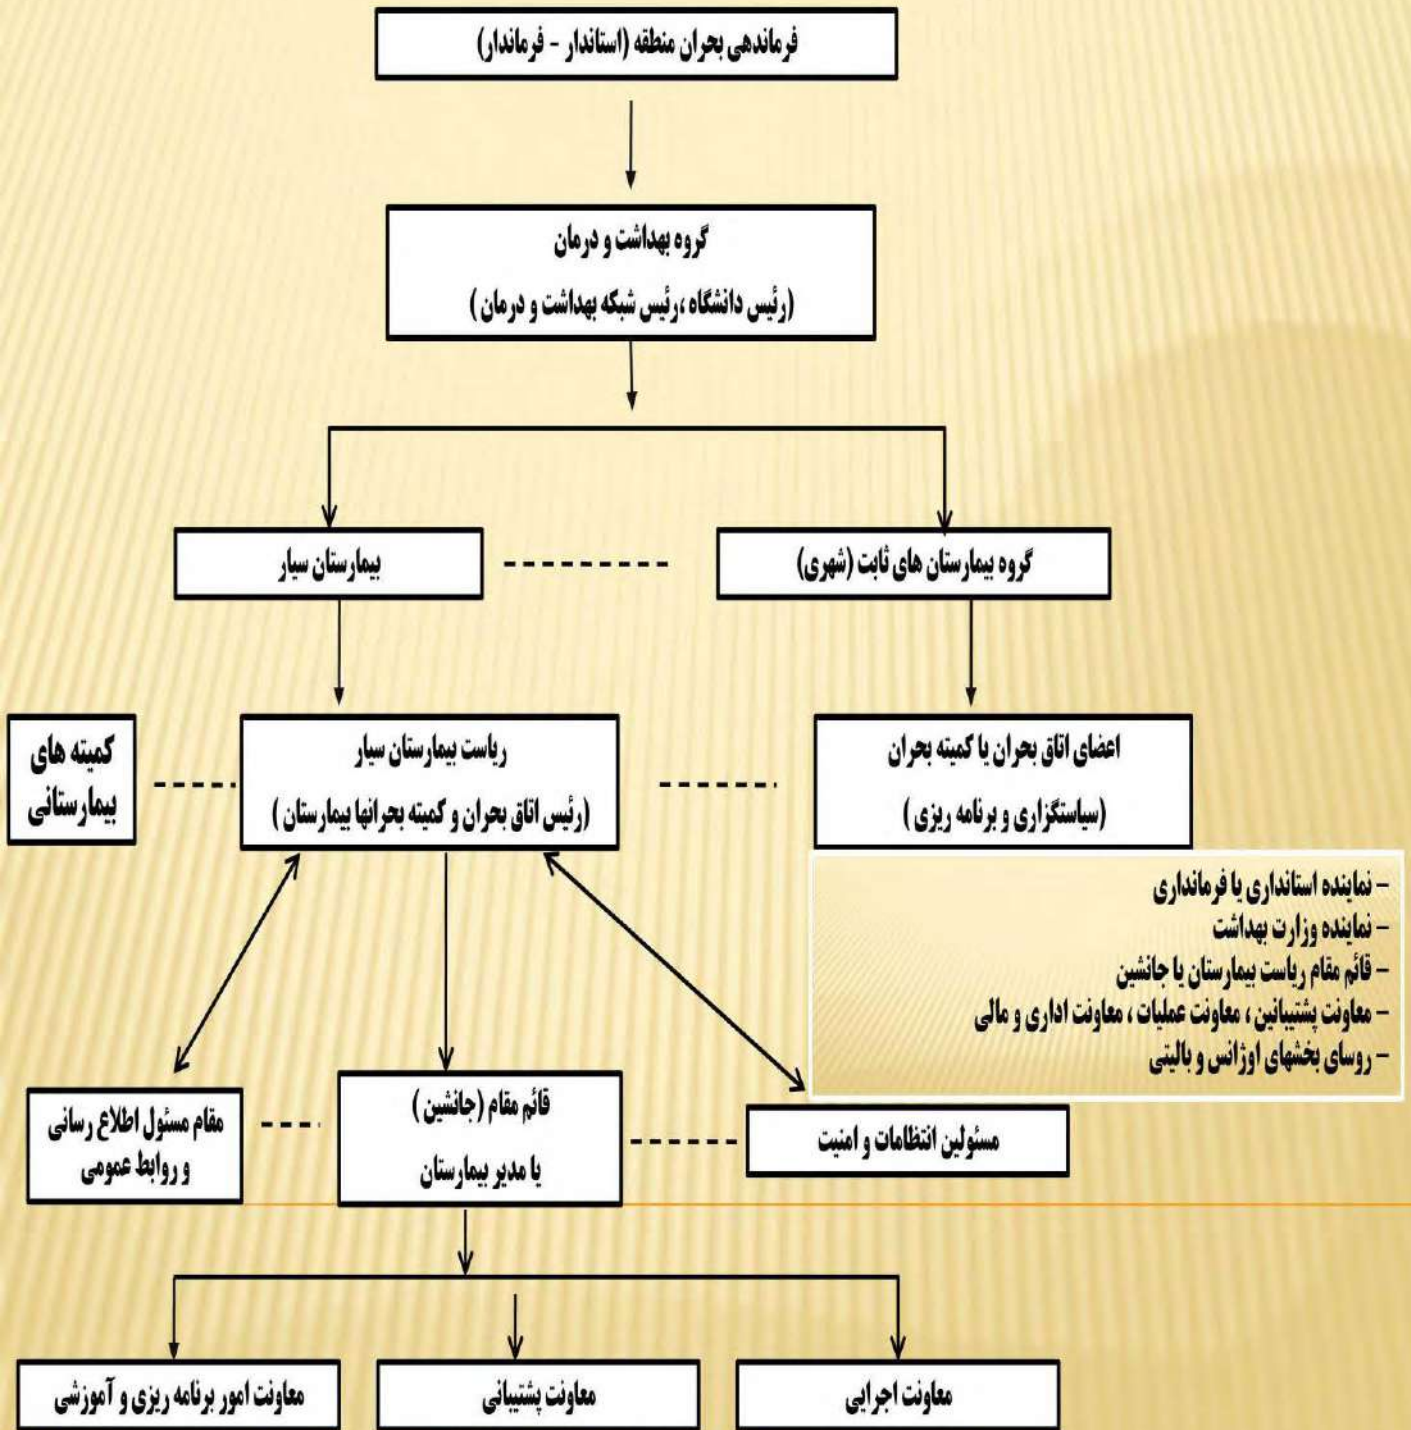 فرماندهی بحران منطقه (استاندار - فرماندار)
گروه بهداشت و درمان
(رئیس دانشگاه ،رئیس شبکه بهداشت و درمان )
گروه بیمارستان های ثابت (شهری)
بیمارستان سیار
اعضای اتاق بحران یا کمیته بحران
(سیاستگزاری و برنامه ریزی )
ریاست بیمارستان سیار
(رئیس اتاق بحران و کمیته بحرانها بیمارستان )
کمیته های
بیمارستانی
- نماینده استانداری یا فرمانداری
- نماینده وزارت بهداشت
- قائم مقام ریاست بیمارستان یا جانشین
- معاونت پشتیبانین ، معاونت عملیات ، معاونت اداری و مالی
- روسای بخشهای اوژانس و بالیتی
مسئولین انتظامات و امنیت
قائم مقام (جانشین )
یا مدیر بیمارستان
مقام مسئول اطلاع رسانی
و روابط عمومی
معاونت اجرایی
معاونت پشتیبانی
معاونت امور برنامه ریزی و آموزشی